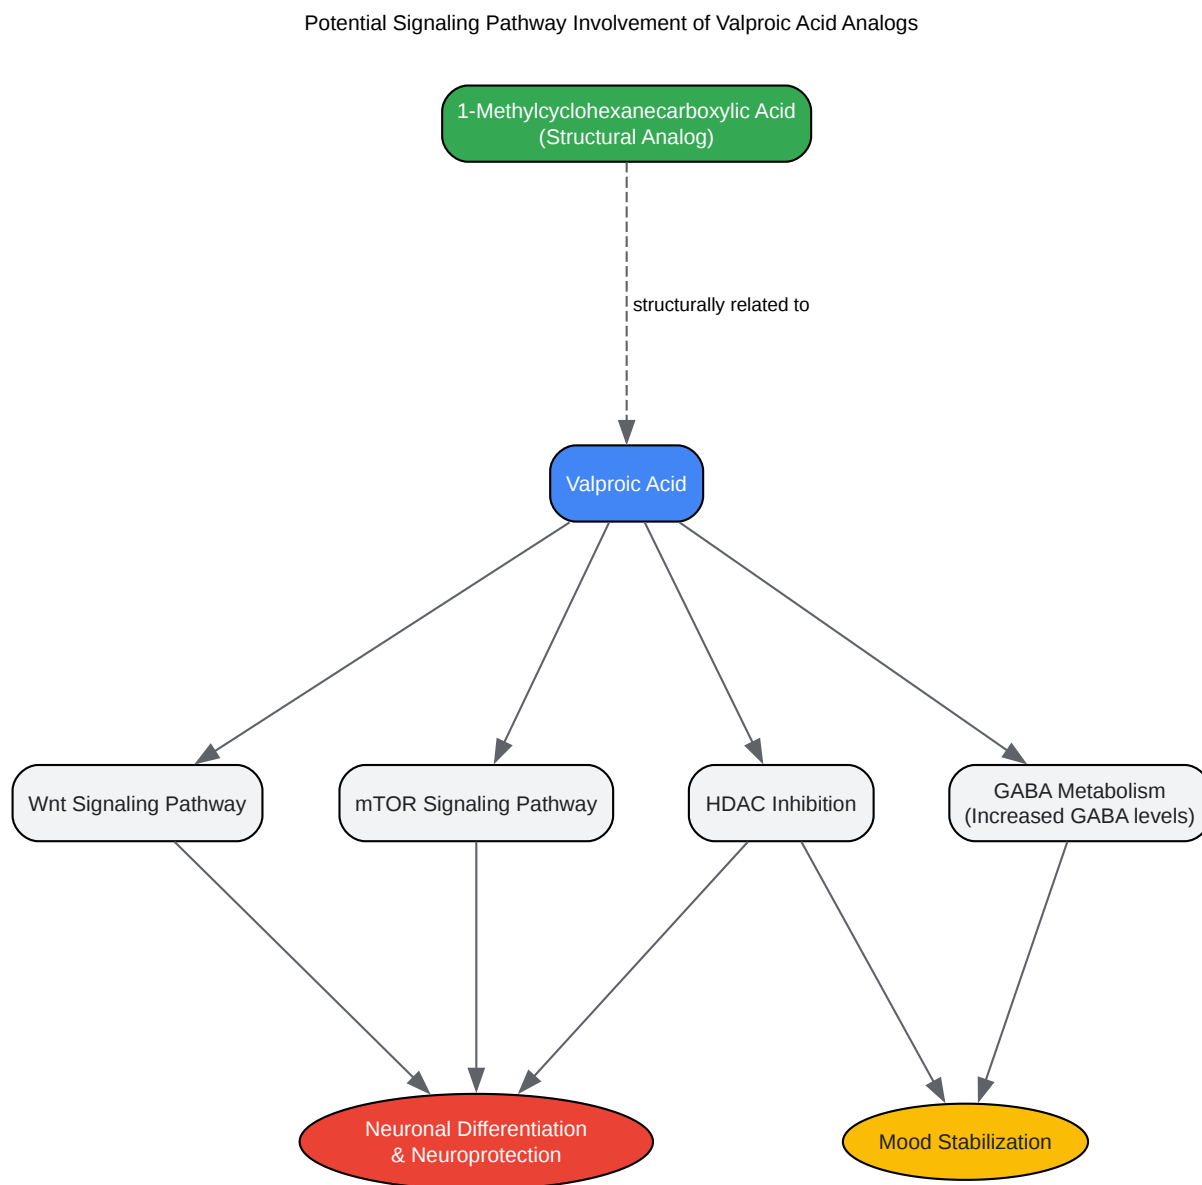 Potential Signaling Pathway Involvement of Valproic Acid Analogs
1-Methylcyclohexanecarboxylic Acid
(Structural Analog)
structurally related to
Valproic Acid
Wnt Signaling Pathway
mTOR Signaling Pathway
HDAC Inhibition
GABA Metabolism
(Increased GABA levels)
Neuronal Differentiation
& Neuroprotection
Mood Stabilization